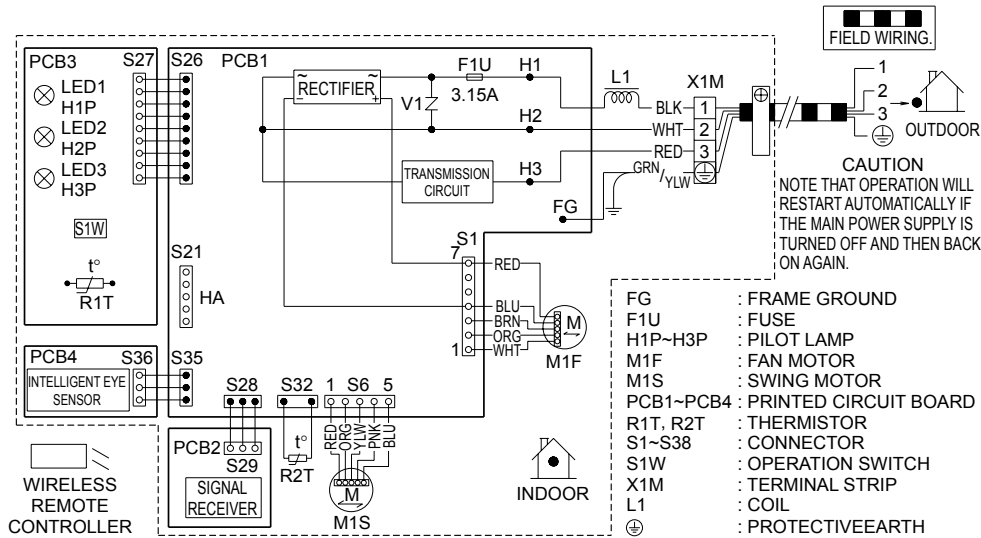 FIELD WIRING.
PCB3
S27
S26
PCB1
LED1
H1P
LED2
H2P
LED3
H3P
S1W
t°
R1T
S21
HA
PCB4
S36
S35
INTELLIGENT EYE
SENSOR
~
~
RECTIFIER
−
+
V1
F1U
3.15A
H1
H2
H3
TRANSMISSION
CIRCUIT
FG
L1
X1M
BLK
1
WHT
2
RED
3
GRN
/YLW
1
2
3
OUTDOOR
CAUTION
NOTE THAT OPERATION WILL
RESTART AUTOMATICALLY IF
THE MAIN POWER SUPPLY IS
TURNED OFF AND THEN BACK
ON AGAIN.
S1
7
RED
BLU
BRN
ORG
1
WHT
M
M1F
S28
S32
1
S6
5
RED
ORG
YLW
PNK
BLU
t°
R2T
M
M1S
PCB2
S29
SIGNAL
RECEIVER
WIRELESS
REMOTE
CONTROLLER
INDOOR
FG : FRAME GROUND
F1U : FUSE
H1P~H3P : PILOT LAMP
M1F : FAN MOTOR
M1S : SWING MOTOR
PCB1~PCB4 : PRINTED CIRCUIT BOARD
R1T, R2T : THERMISTOR
S1~S38 : CONNECTOR
S1W : OPERATION SWITCH
X1M : TERMINAL STRIP
L1 : COIL
: PROTECTIVEEARTH